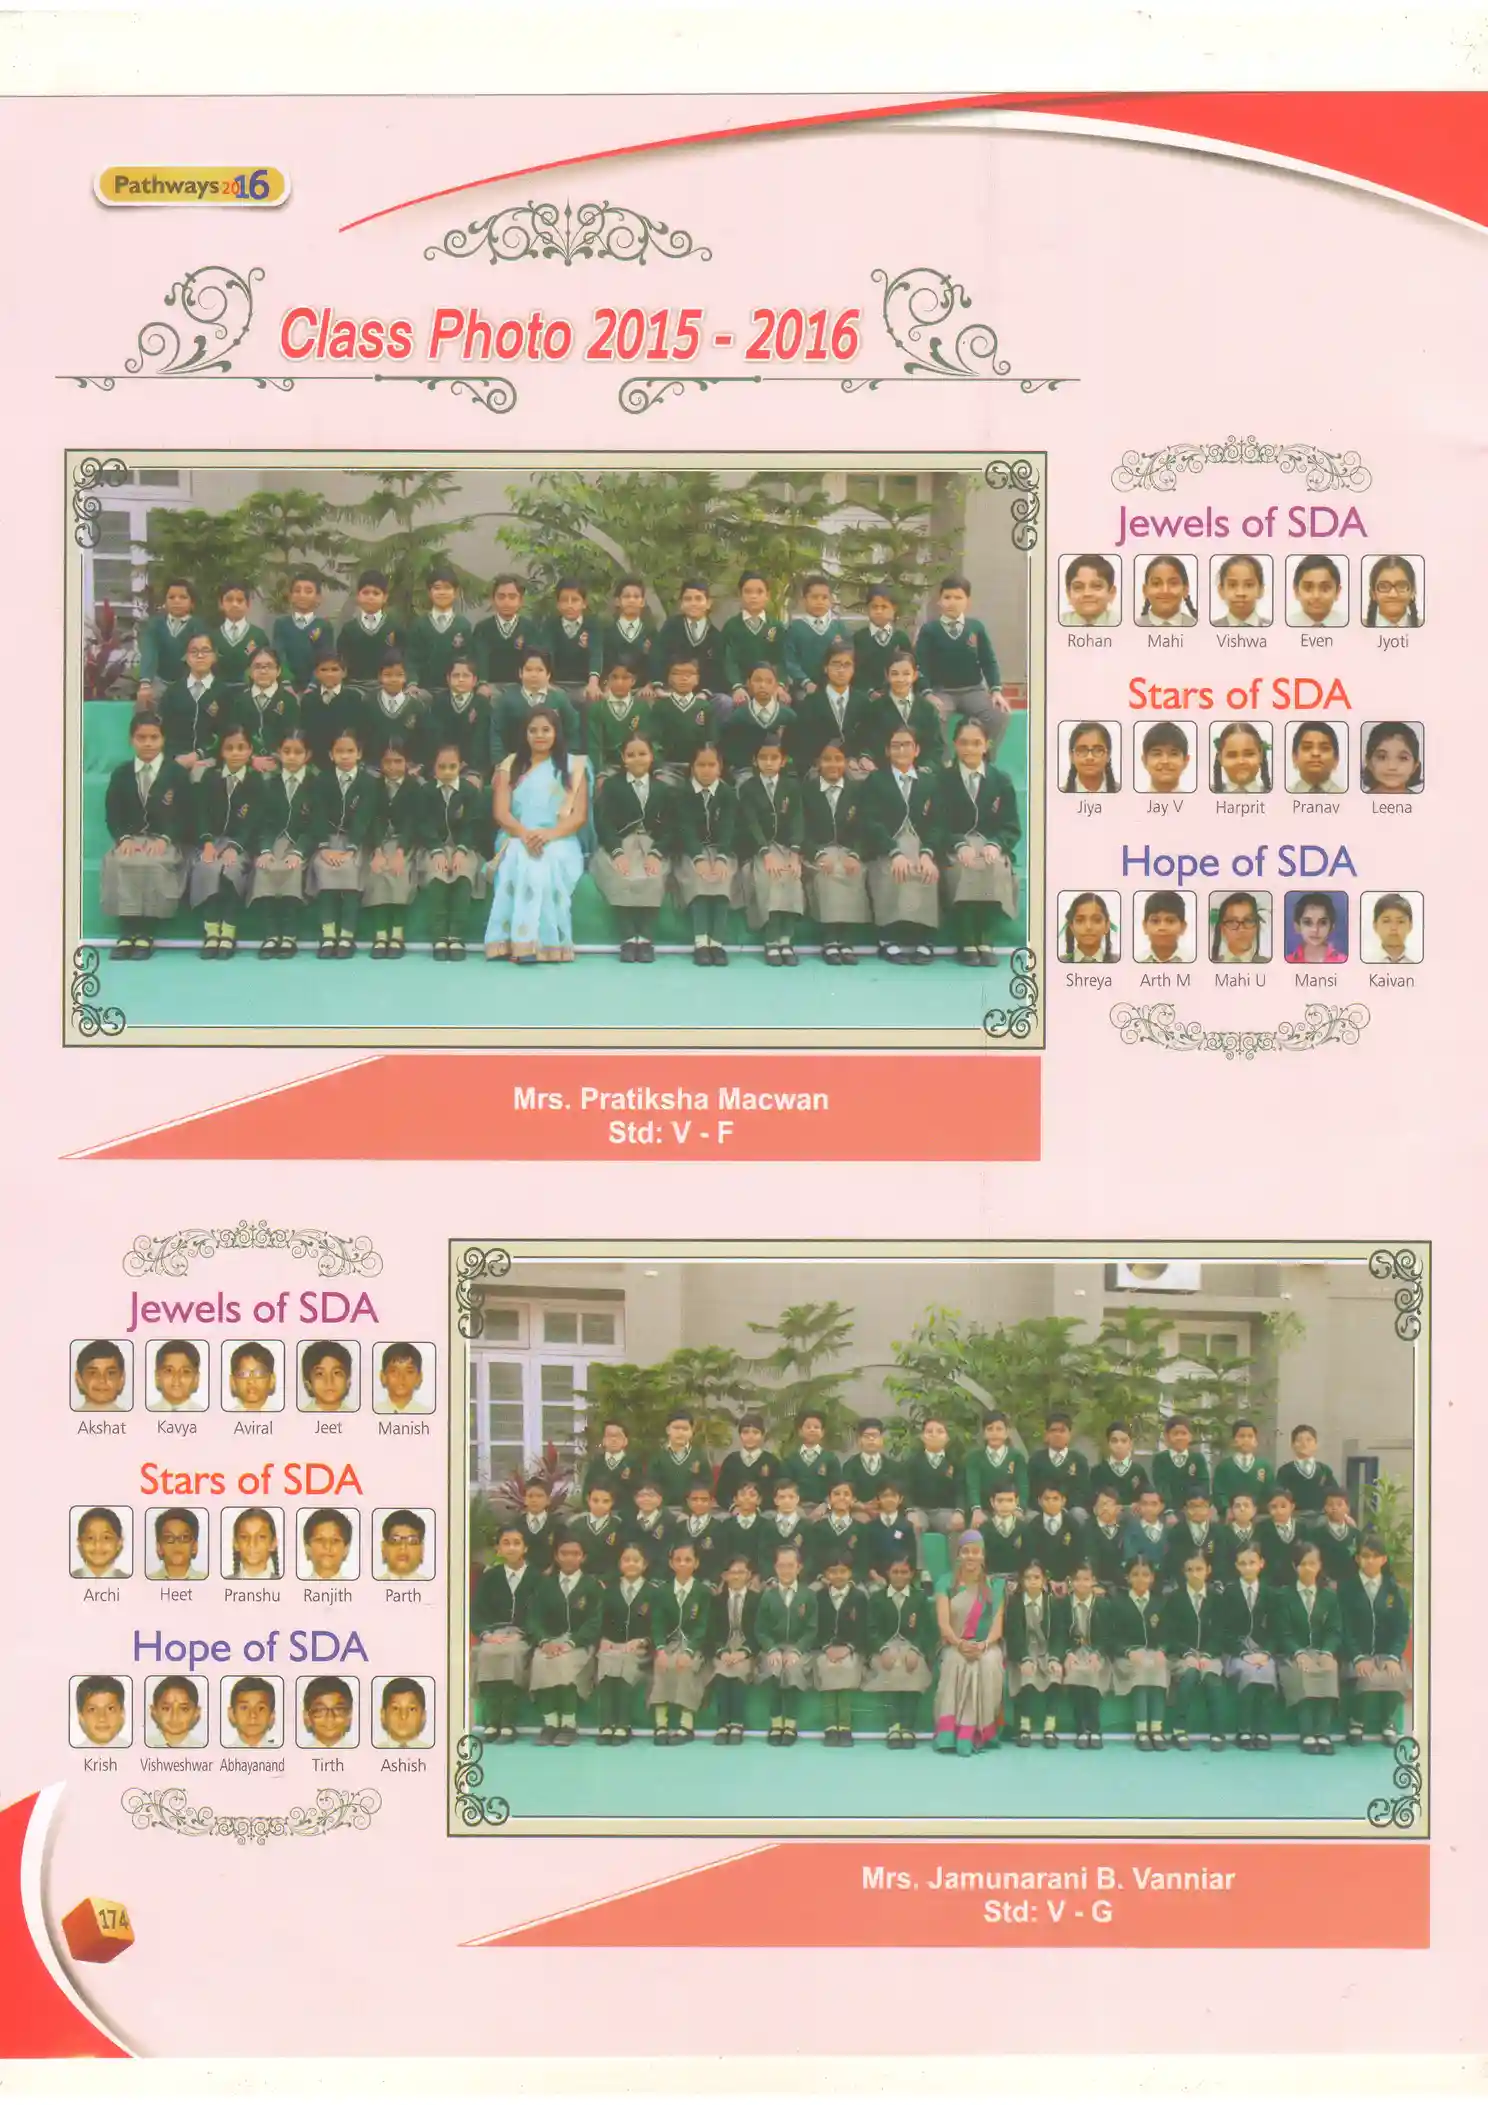 Pathways 2016
Class Photo 2015 - 2016
Jewels of SDA
Rohan Mahi Vishwa Even Jyoti
Stars of SDA
Jiya Jay V Harprit Pranav Leena
Hope of SDA
Shreya Arth M Mahi U Mansi Kaivan
Mrs. Pratiksha Macwan
Std: V - F
Jewels of SDA
Akshat Kavya Aviral Jeet Manish
Stars of SDA
Archi Heet Pranshu Ranjith Parth
Hope of SDA
Krish Vishweshwar Abhayanand Tirth Ashish
Mrs. Jamunarani B. Vanniar
Std: V - G
174